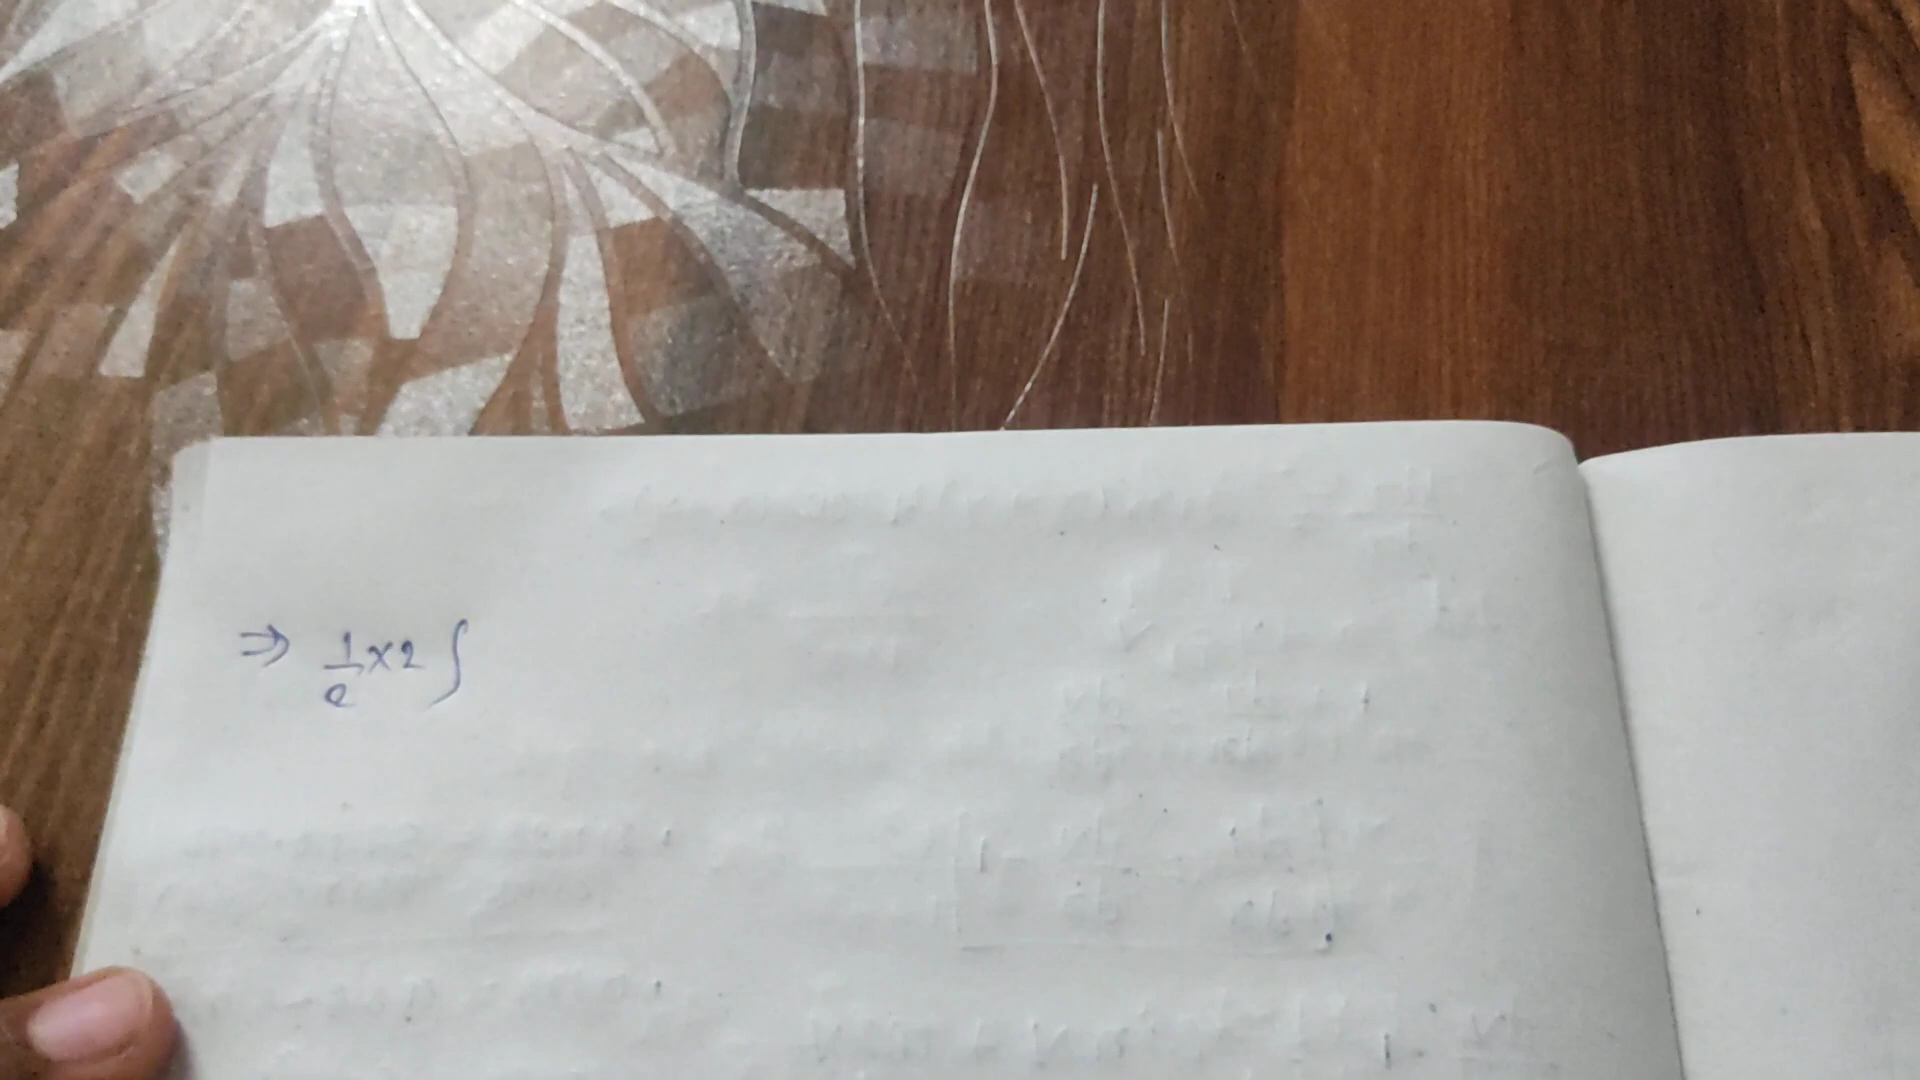 ⇒ 1/2 × 2 ∫